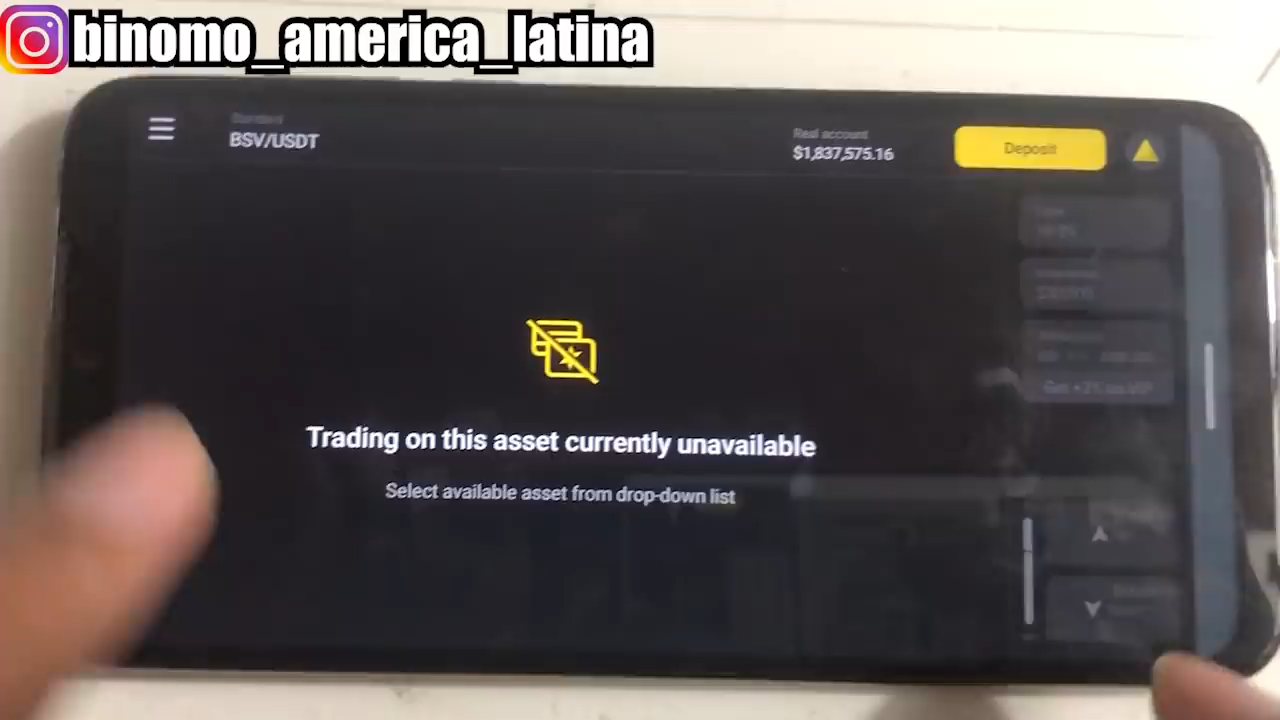 binomo_america_latina
Standard
BSV/USDT
Real account
$1,837,575.16
Deposit
Trading on this asset currently unavailable
Select available asset from drop-down list